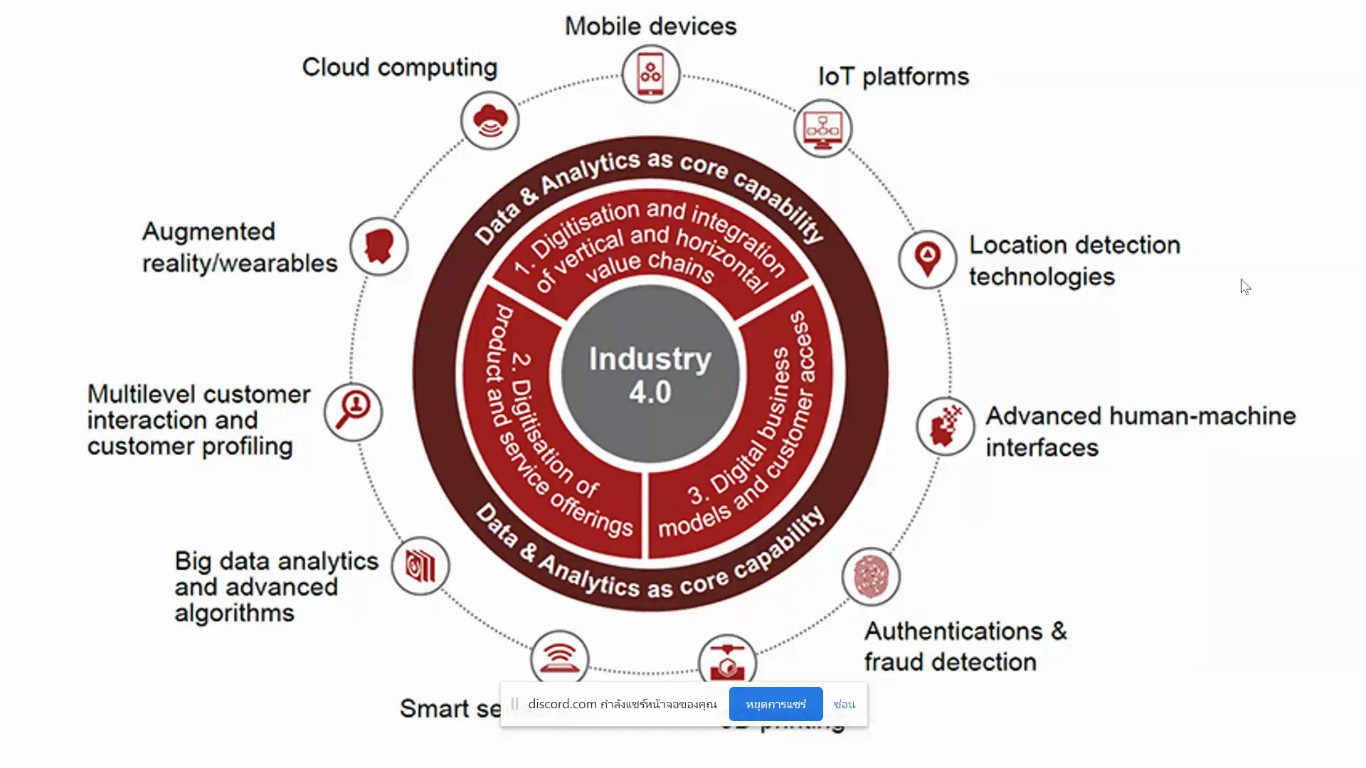 Mobile devices
Cloud computing
IoT platforms
Data & Analytics as core capability
1. Digitisation and integration
of vertical and horizontal
value chains
Augmented
reality/wearables
Location detection
technologies
Industry
4.0
2. Digitisation of
product and service offerings
3. Digital business
models and customer access
Multilevel customer
interaction and
customer profiling
Advanced human-machine
interfaces
Data & Analytics as core capability
Big data analytics
and advanced
algorithms
Authentications &
fraud detection
Smart
discord.com กำลังแชร์หน้าจอของคุณ
หยุดการแชร์
ซ่อน
3D printing